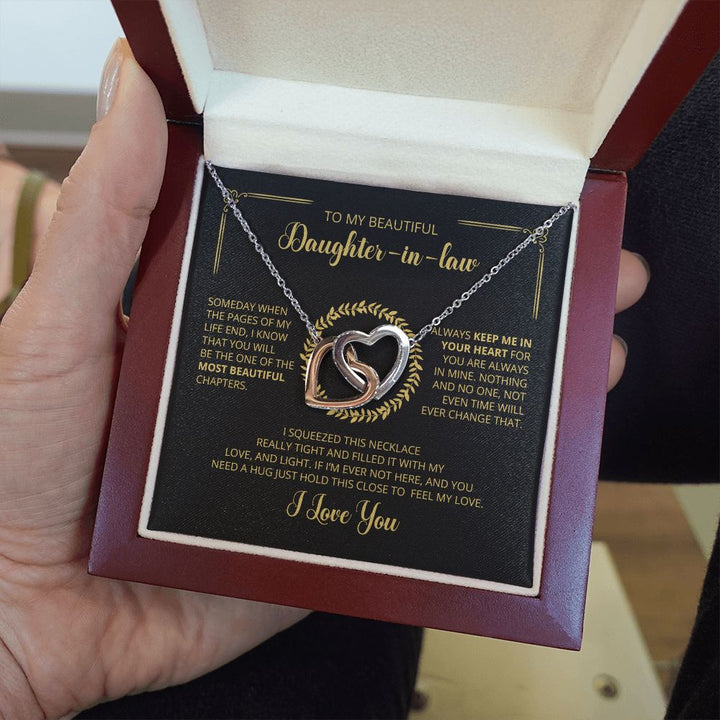 TO MY BEAUTIFUL
Daughter-in-law
SOMEDAY WHEN
THE PAGES OF MY
LIFE END, I KNOW
THAT YOU WILL
BE THE ONE OF THE
MOST BEAUTIFUL
CHAPTERS.
ALWAYS KEEP ME IN
YOUR HEART FOR
YOU ARE ALWAYS
IN MINE. NOTHING
AND NO ONE, NOT
EVEN TIME WIILL
EVER CHANGE THAT.
I SQUEEZED THIS NECKLACE
REALLY TIGHT AND FILLED IT WITH MY
LOVE, AND LIGHT. IF I'M EVER NOT HERE, AND YOU
NEED A HUG JUST HOLD THIS CLOSE TO FEEL MY LOVE.
I Love You